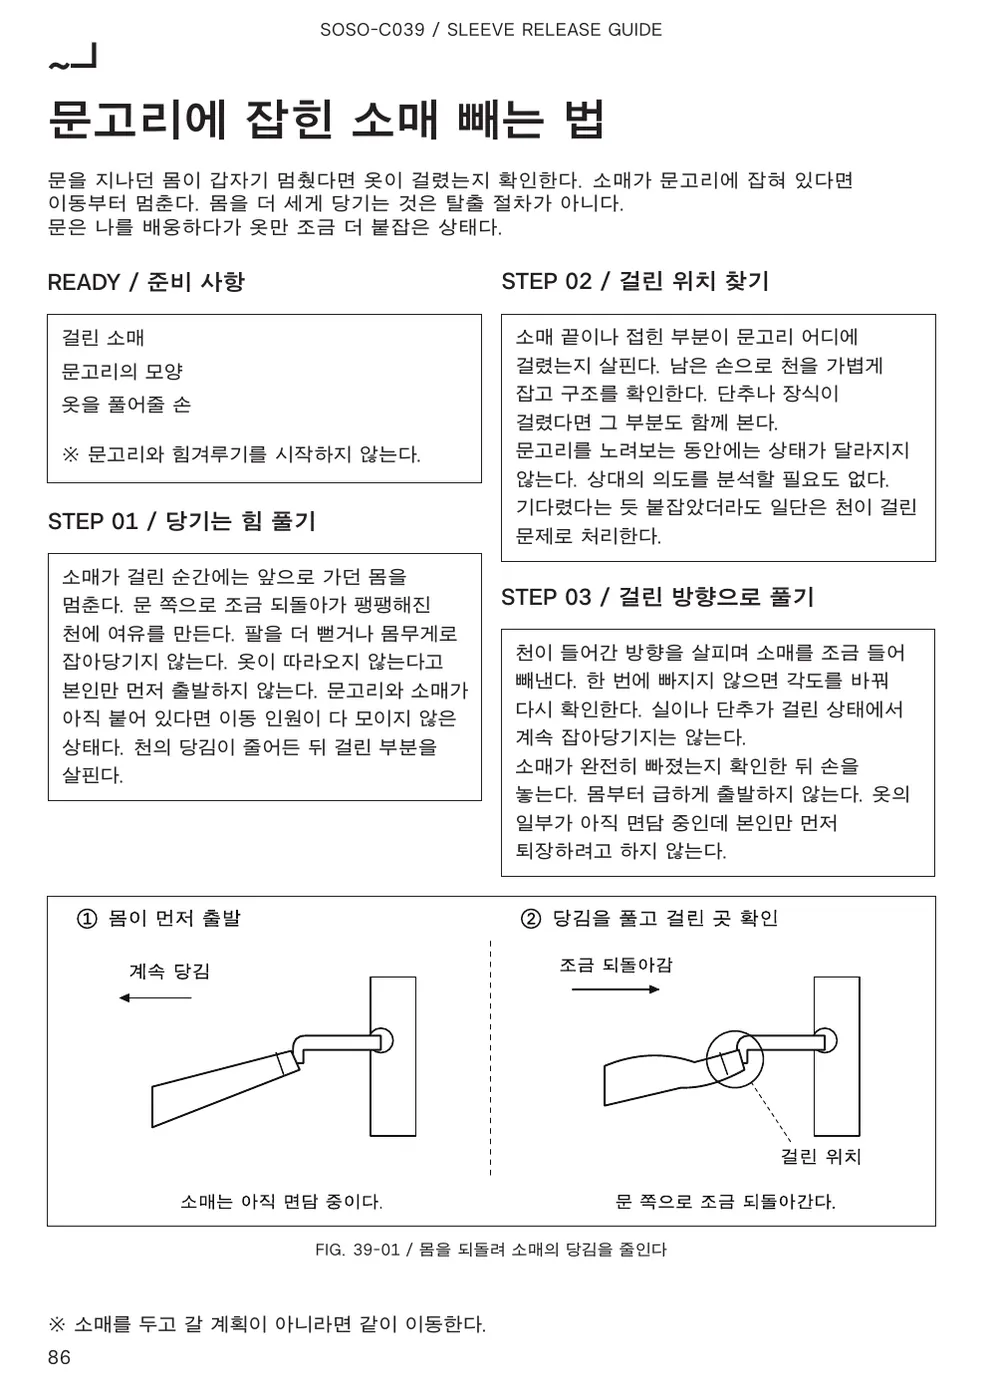 SOSO-C039 / SLEEVE RELEASE GUIDE
문고리에 잡힌 소매 빼는 법
문을 지나던 몸이 갑자기 멈췄다면 옷이 걸렸는지 확인한다. 소매가 문고리에 잡혀 있다면
이동부터 멈춘다. 몸을 더 세게 당기는 것은 탈출 절차가 아니다.
문은 나를 배웅하다가 옷만 조금 더 붙잡은 상태다.
READY / 준비 사항
걸린 소매
문고리의 모양
옷을 풀어줄 손
※ 문고리와 힘겨루기를 시작하지 않는다.
STEP 01 / 당기는 힘 풀기
소매가 걸린 순간에는 앞으로 가던 몸을
멈춘다. 문 쪽으로 조금 되돌아가 팽팽해진
천에 여유를 만든다. 팔을 더 뻗거나 몸무게로
잡아당기지 않는다. 옷이 따라오지 않는다고
본인만 먼저 출발하지 않는다. 문고리와 소매가
아직 붙어 있다면 이동 인원이 다 모이지 않은
상태다. 천의 당김이 줄어든 뒤 걸린 부분을
살핀다.
STEP 02 / 걸린 위치 찾기
소매 끝이나 접힌 부분이 문고리 어디에
걸렸는지 살핀다. 남은 손으로 천을 가볍게
잡고 구조를 확인한다. 단추나 장식이
걸렸다면 그 부분도 함께 본다.
문고리를 노려보는 동안에는 상태가 달라지지
않는다. 상대의 의도를 분석할 필요도 없다.
기다렸다는 듯 붙잡았더라도 일단은 천이 걸린
문제로 처리한다.
STEP 03 / 걸린 방향으로 풀기
천이 들어간 방향을 살피며 소매를 조금 들어
빼낸다. 한 번에 빠지지 않으면 각도를 바꿔
다시 확인한다. 실이나 단추가 걸린 상태에서
계속 잡아당기지는 않는다.
소매가 완전히 빠졌는지 확인한 뒤 손을
놓는다. 몸부터 급하게 출발하지 않는다. 옷의
일부가 아직 면담 중인데 본인만 먼저
퇴장하려고 하지 않는다.
① 몸이 먼저 출발
계속 당김
소매는 아직 면담 중이다.
② 당김을 풀고 걸린 곳 확인
조금 되돌아감
걸린 위치
문 쪽으로 조금 되돌아간다.
FIG. 39-01 / 몸을 되돌려 소매의 당김을 줄인다
※ 소매를 두고 갈 계획이 아니라면 같이 이동한다.
86